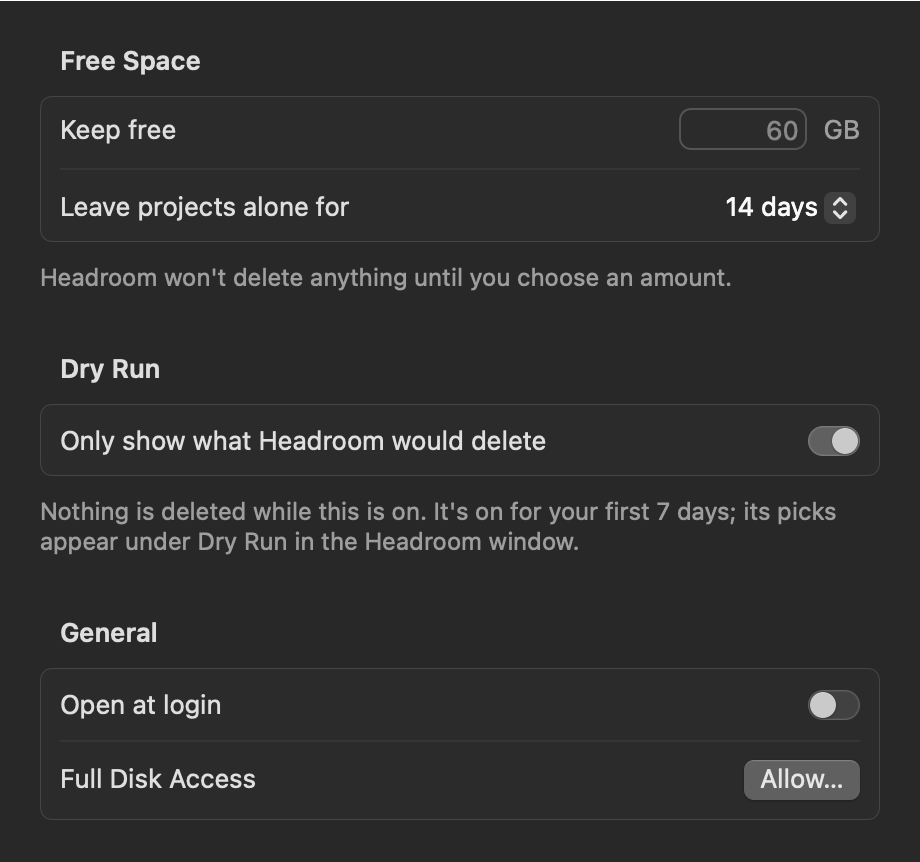 Free Space
Keep free 60 GB
Leave projects alone for 14 days
Headroom won't delete anything until you choose an amount.
Dry Run
Only show what Headroom would delete
Nothing is deleted while this is on. It's on for your first 7 days; its picks
appear under Dry Run in the Headroom window.
General
Open at login
Full Disk Access Allow...